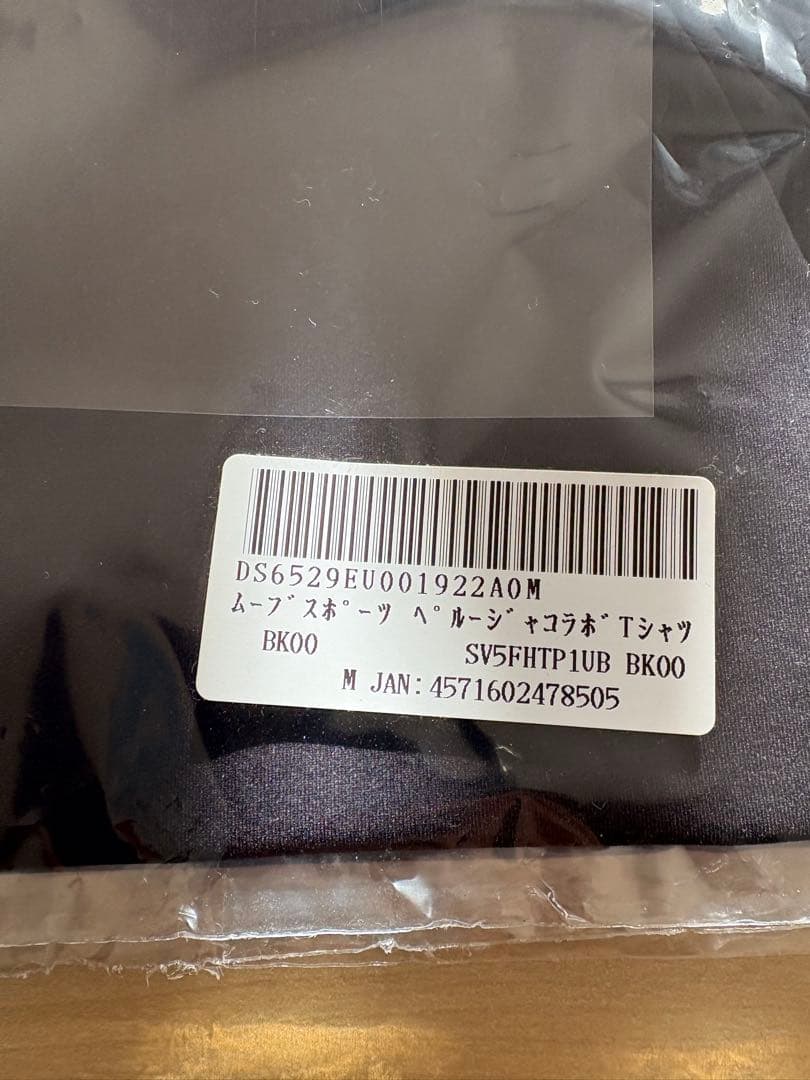 DS6529EU001922A0M
ﾑｰﾌﾞｽﾎﾟｰﾂ ﾍﾟﾙｰｼﾞｬｺﾗﾎﾞTｼｬﾂ
BK00 SV5FHTP1UB BK00
M JAN:4571602478505